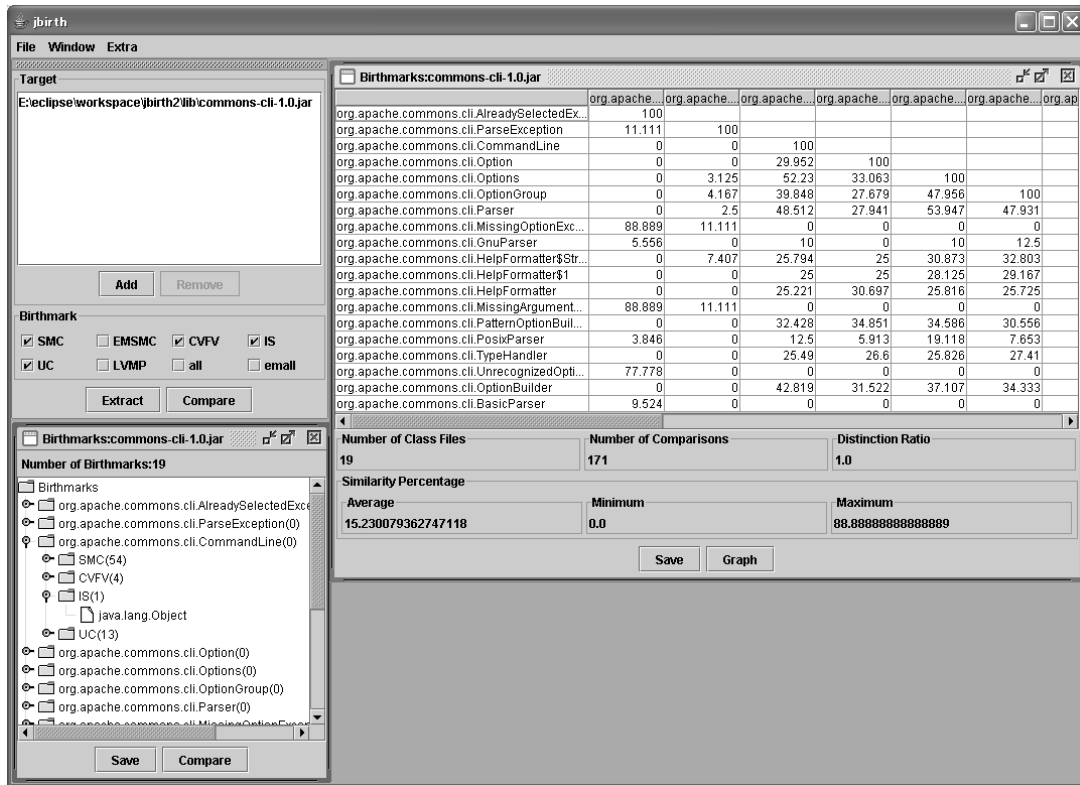 jbirth
File Window Extra
Target
E:\eclipse\workspace\jbirth2\lib\commons-cli-1.0.jar
Add Remove
Birthmark
SMC EMSMC CVFV IS
UC LVMP all emall
Extract Compare
Birthmarks:commons-cli-1.0.jar
Number of Birthmarks:19
Birthmarks
org.apache.commons.cli.AlreadySelectedExce
org.apache.commons.cli.ParseException(0)
org.apache.commons.cli.CommandLine(0)
SMC(54)
CVFV(4)
IS(1)
java.lang.Object
UC(13)
org.apache.commons.cli.Option(0)
org.apache.commons.cli.Options(0)
org.apache.commons.cli.OptionGroup(0)
org.apache.commons.cli.Parser(0)
org.apache.commons.cli.MissingOptionExcep
Save Compare
Birthmarks:commons-cli-1.0.jar
org.apache.... org.apache.... org.apache.... org.apache.... org.apache.... org.apache.... org.ap
org.apache.commons.cli.AlreadySelectedEx... 100
org.apache.commons.cli.ParseException 11.111 100
org.apache.commons.cli.CommandLine 0 0 100
org.apache.commons.cli.Option 0 0 29.952 100
org.apache.commons.cli.Options 0 3.125 52.23 33.063 100
org.apache.commons.cli.OptionGroup 0 4.167 39.848 27.679 47.956 100
org.apache.commons.cli.Parser 0 2.5 48.512 27.941 53.947 47.931
org.apache.commons.cli.MissingOptionExc... 88.889 11.111 0 0 0 0
org.apache.commons.cli.GnuParser 5.556 0 10 0 10 12.5
org.apache.commons.cli.HelpFormatter$Str... 0 7.407 25.794 25 30.873 32.803
org.apache.commons.cli.HelpFormatter$1 0 0 25 25 28.125 29.167
org.apache.commons.cli.HelpFormatter 0 0 25.221 30.697 25.816 25.725
org.apache.commons.cli.MissingArgument... 88.889 11.111 0 0 0 0
org.apache.commons.cli.PatternOptionBuil... 0 0 32.428 34.851 34.586 30.556
org.apache.commons.cli.PosixParser 3.846 0 12.5 5.913 19.118 7.653
org.apache.commons.cli.TypeHandler 0 0 25.49 26.6 25.826 27.41
org.apache.commons.cli.UnrecognizedOpti... 77.778 0 0 0 0 0
org.apache.commons.cli.OptionBuilder 0 0 42.819 31.522 37.107 34.333
org.apache.commons.cli.BasicParser 9.524 0 0 0 0 0
Number of Class Files Number of Comparisons Distinction Ratio
19 171 1.0
Similarity Percentage
Average Minimum Maximum
15.230079362747118 0.0 88.88888888888889
Save Graph